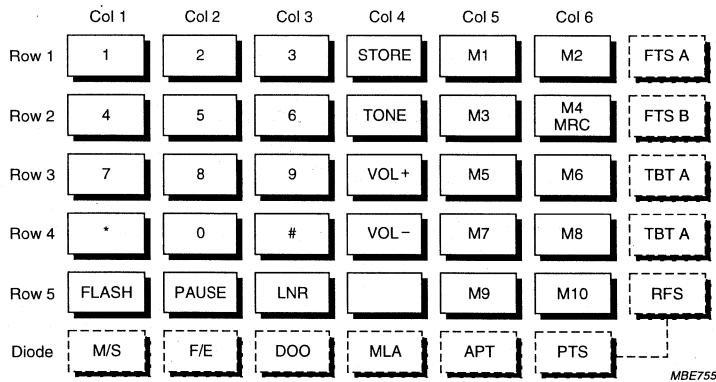 Col 1 Col 2 Col 3 Col 4 Col 5 Col 6
Row 1 1 2 3 STORE M1 M2 FTS A
Row 2 4 5 6 TONE M3 M4 MRC FTS B
Row 3 7 8 9 VOL+ M5 M6 TBT A
Row 4 * 0 # VOL− M7 M8 TBT A
Row 5 FLASH PAUSE LNR M9 M10 RFS
Diode M/S F/E DOO MLA APT PTS
MBE755